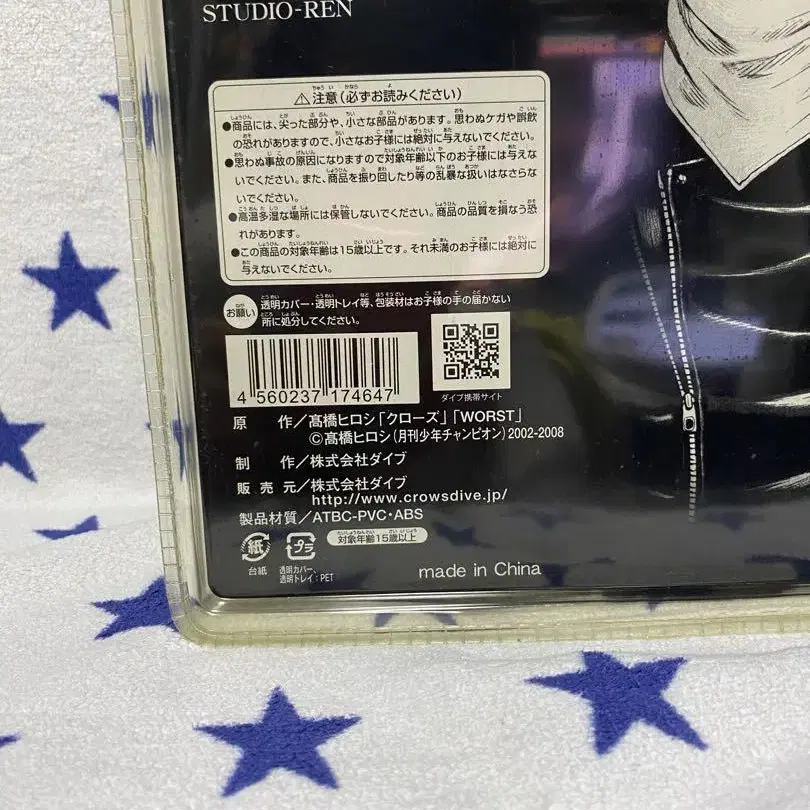 STUDIO-REN
⚠注意(必ずお読みください)
●商品には、尖った部分や、小さな部品があります。思わぬケガや誤飲
の恐れがありますので、小さなお子様には絶対に与えないでください。
●思わぬ事故の原因になりますので対象年齢以下のお子様には与えな
いでください。また、商品を振り回したり等の乱暴な扱いはなさらな
いでください。
●高温多湿な場所には保管しないでください。商品の品質を損なう恐
れがあります。
●この商品の対象年齢は15歳以上です。それ未満のお子様には絶対に
与えないでください。
お願い 透明カバー・透明トレイ等、包装材はお子様の手の届かない
所に処分してください。
4 560237 174647
ダイブ携帯サイト
原 作/髙橋ヒロシ「クローズ」「WORST」
©髙橋ヒロシ(月刊少年チャンピオン)2002-2008
制 作/株式会社ダイブ
販 売 元/株式会社ダイブ
http://www.crowsdive.jp/
製品材質/ATBC-PVC・ABS
紙 プラ 対象年齢15歳以上
台紙 透明カバー、
透明トレイ:PET
made in China